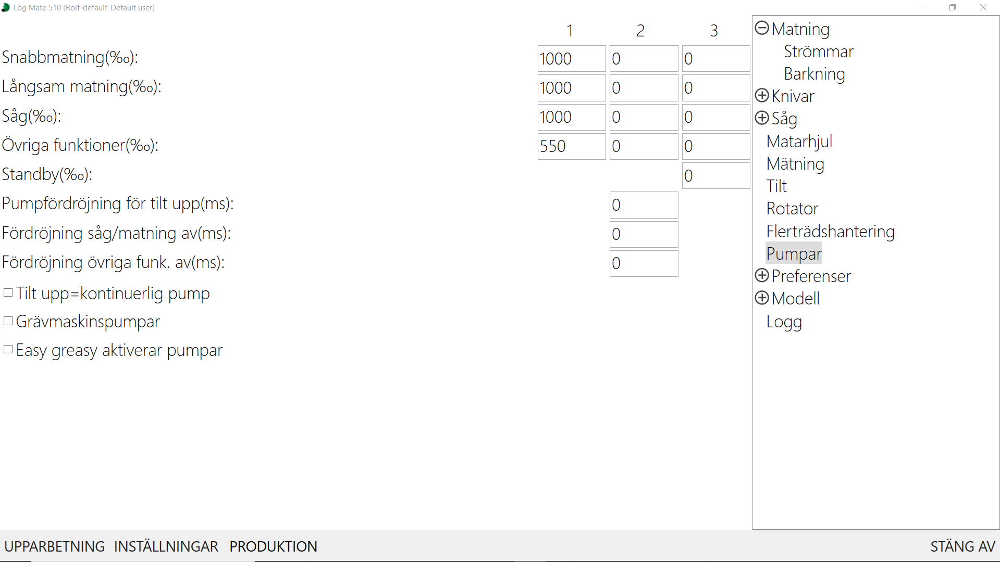 Log Mate 510 (Rolf-default-Default user)
1 2 3
Snabbmatning(‰): 1000 0 0
Långsam matning(‰): 1000 0 0
Såg(‰): 1000 0 0
Övriga funktioner(‰): 550 0 0
Standby(‰): 0
Pumpfördröjning för tilt upp(ms): 0
Fördröjning såg/matning av(ms): 0
Fördröjning övriga funk. av(ms): 0
Tilt upp=kontinuerlig pump
Grävmaskinspumpar
Easy greasy aktiverar pumpar
Matning
Strömmar
Barkning
Knivar
Såg
Matarhjul
Mätning
Tilt
Rotator
Flerträdshantering
Pumpar
Preferenser
Modell
Logg
UPPARBETNING INSTÄLLNINGAR PRODUKTION STÄNG AV